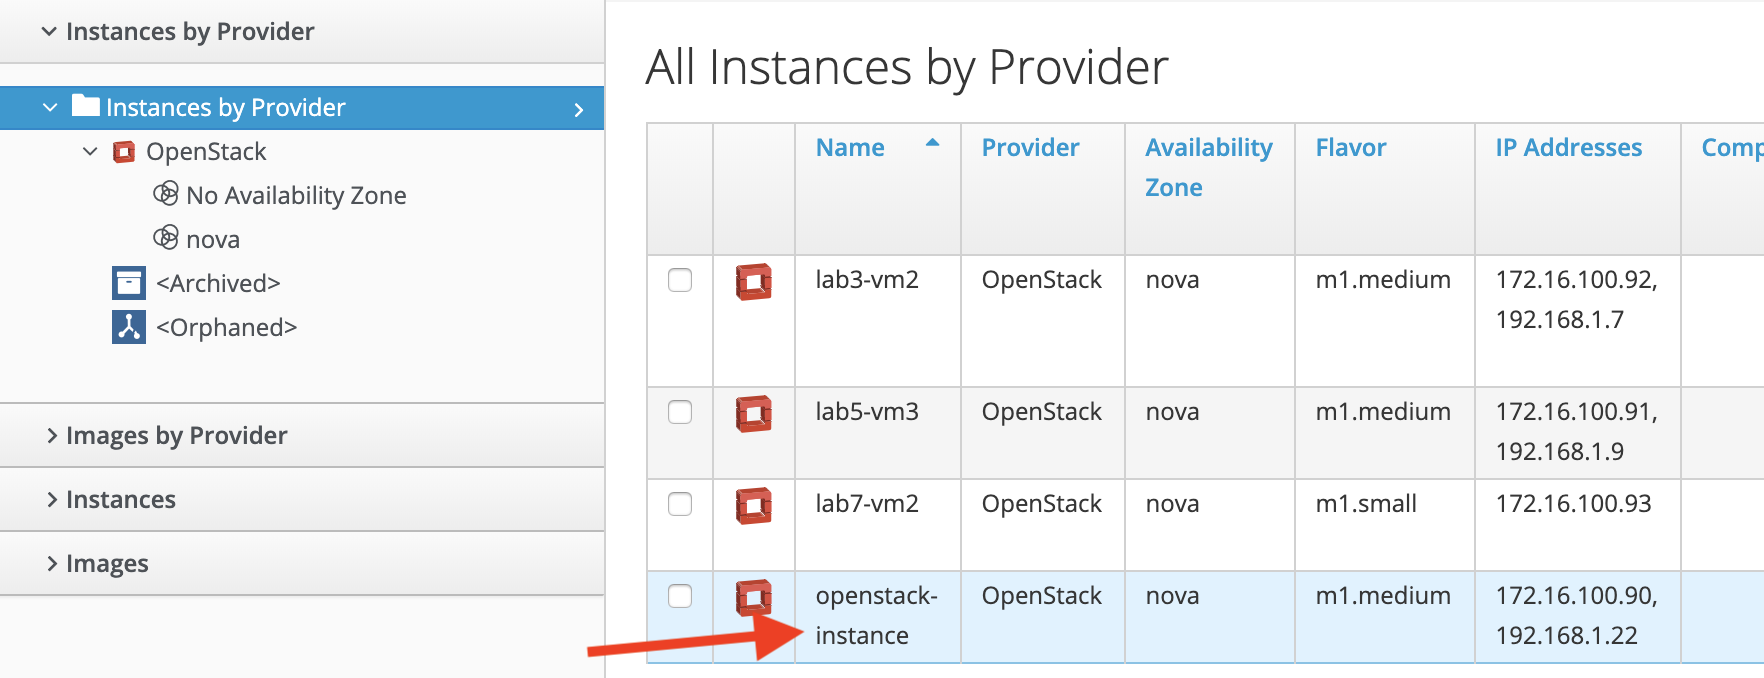 Instances by Provider
Instances by Provider
OpenStack
No Availability Zone
nova
<Archived>
<Orphaned>
Images by Provider
Instances
Images
All Instances by Provider
Name Provider Availability Zone Flavor IP Addresses Comp
lab3-vm2 OpenStack nova m1.medium 172.16.100.92,
192.168.1.7
lab5-vm3 OpenStack nova m1.medium 172.16.100.91,
192.168.1.9
lab7-vm2 OpenStack nova m1.small 172.16.100.93
openstack- OpenStack nova m1.medium 172.16.100.90,
instance 192.168.1.22